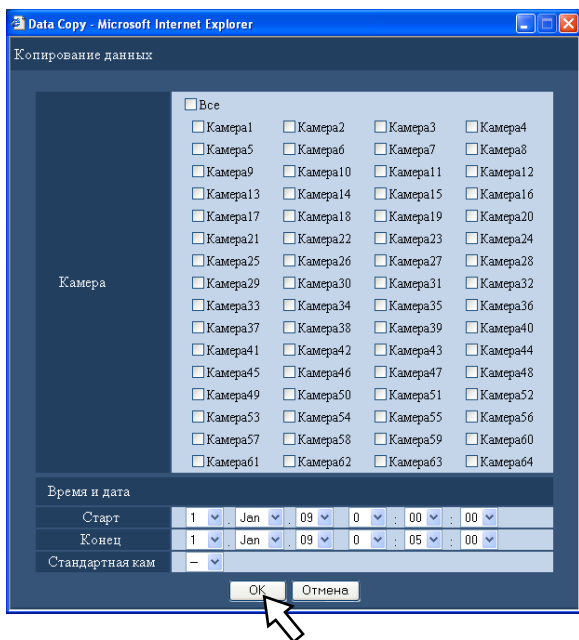 Data Copy - Microsoft Internet Explorer
Копирование данных
Все
Камера1 Камера2 Камера3 Камера4
Камера5 Камера6 Камера7 Камера8
Камера9 Камера10 Камера11 Камера12
Камера13 Камера14 Камера15 Камера16
Камера17 Камера18 Камера19 Камера20
Камера21 Камера22 Камера23 Камера24
Камера25 Камера26 Камера27 Камера28
Камера Камера29 Камера30 Камера31 Камера32
Камера33 Камера34 Камера35 Камера36
Камера37 Камера38 Камера39 Камера40
Камера41 Камера42 Камера43 Камера44
Камера45 Камера46 Камера47 Камера48
Камера49 Камера50 Камера51 Камера52
Камера53 Камера54 Камера55 Камера56
Камера57 Камера58 Камера59 Камера60
Камера61 Камера62 Камера63 Камера64
Время и дата
Старт 1 . Jan . 09 0 : 00 : 00
Конец 1 . Jan . 09 0 : 05 : 00
Стандартная кам –
OK Отмена